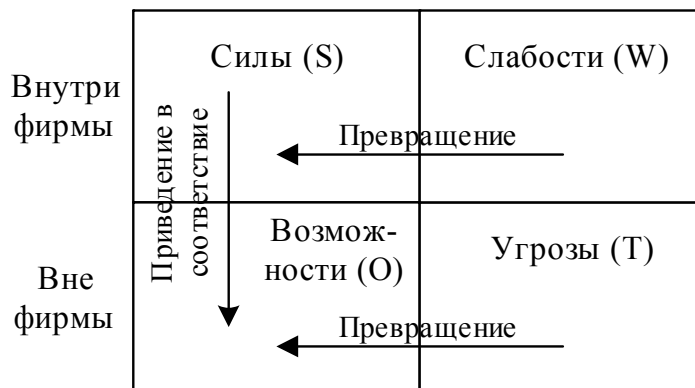 Силы (S)
Слабости (W)
Внутри
фирмы
Приведение в
соответствие
Превращение
Возмож-
ности (O)
Угрозы (T)
Вне
фирмы
Превращение